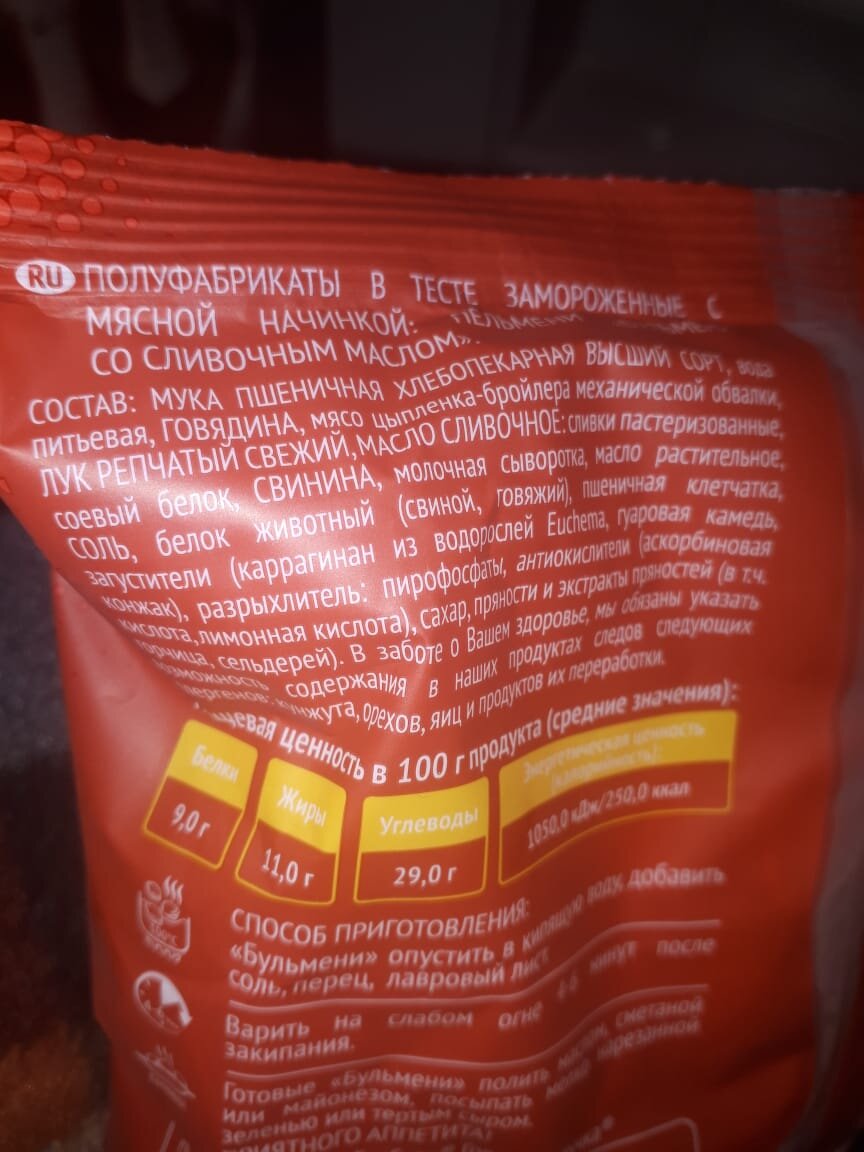 RU ПОЛУФАБРИКАТЫ В ТЕСТЕ ЗАМОРОЖЕННЫЕ С
МЯСНОЙ НАЧИНКОЙ: ПЕЛЬМЕНИ
СО СЛИВОЧНЫМ МАСЛОМ».
СОСТАВ: МУКА ПШЕНИЧНАЯ ХЛЕБОПЕКАРНАЯ ВЫСШИЙ СОРТ, вода
питьевая, ГОВЯДИНА, мясо цыпленка-бройлера механической обвалки,
ЛУК РЕПЧАТЫЙ СВЕЖИЙ, МАСЛО СЛИВОЧНОЕ: сливки пастеризованные,
соевый белок, СВИНИНА, молочная сыворотка, масло растительное,
СОЛЬ, белок животный (свиной, говяжий), пшеничная клетчатка,
загустители (каррагинан из водорослей Euchema, гуаровая камедь,
конжак), разрыхлитель: пирофосфаты, антиокислители (аскорбиновая
кислота, лимонная кислота), сахар, пряности и экстракты пряностей (в т.ч.
горчица, сельдерей). В заботе о Вашем здоровье, мы обязаны указать
возможность содержания в наших продуктах следов следующих
аллергенов: кунжута, орехов, яиц и продуктов их переработки.
Пищевая ценность в 100 г продукта (средние значения):
Белки
9,0 г
Жиры
11,0 г
Углеводы
29,0 г
Энергетическая ценность
(калорийность):
1050,0 кДж/250,0 ккал
СПОСОБ ПРИГОТОВЛЕНИЯ:
«Бульмени» опустить в кипящую воду, добавить
соль, перец, лавровый лист
Варить на слабом огне 4-6 минут после
закипания.
Готовые «Бульмени» полить маслом, сметаной
или майонезом, посыпать мелко нарезанной
зеленью или тертым сыром.
ПРИЯТНОГО АППЕТИТА!